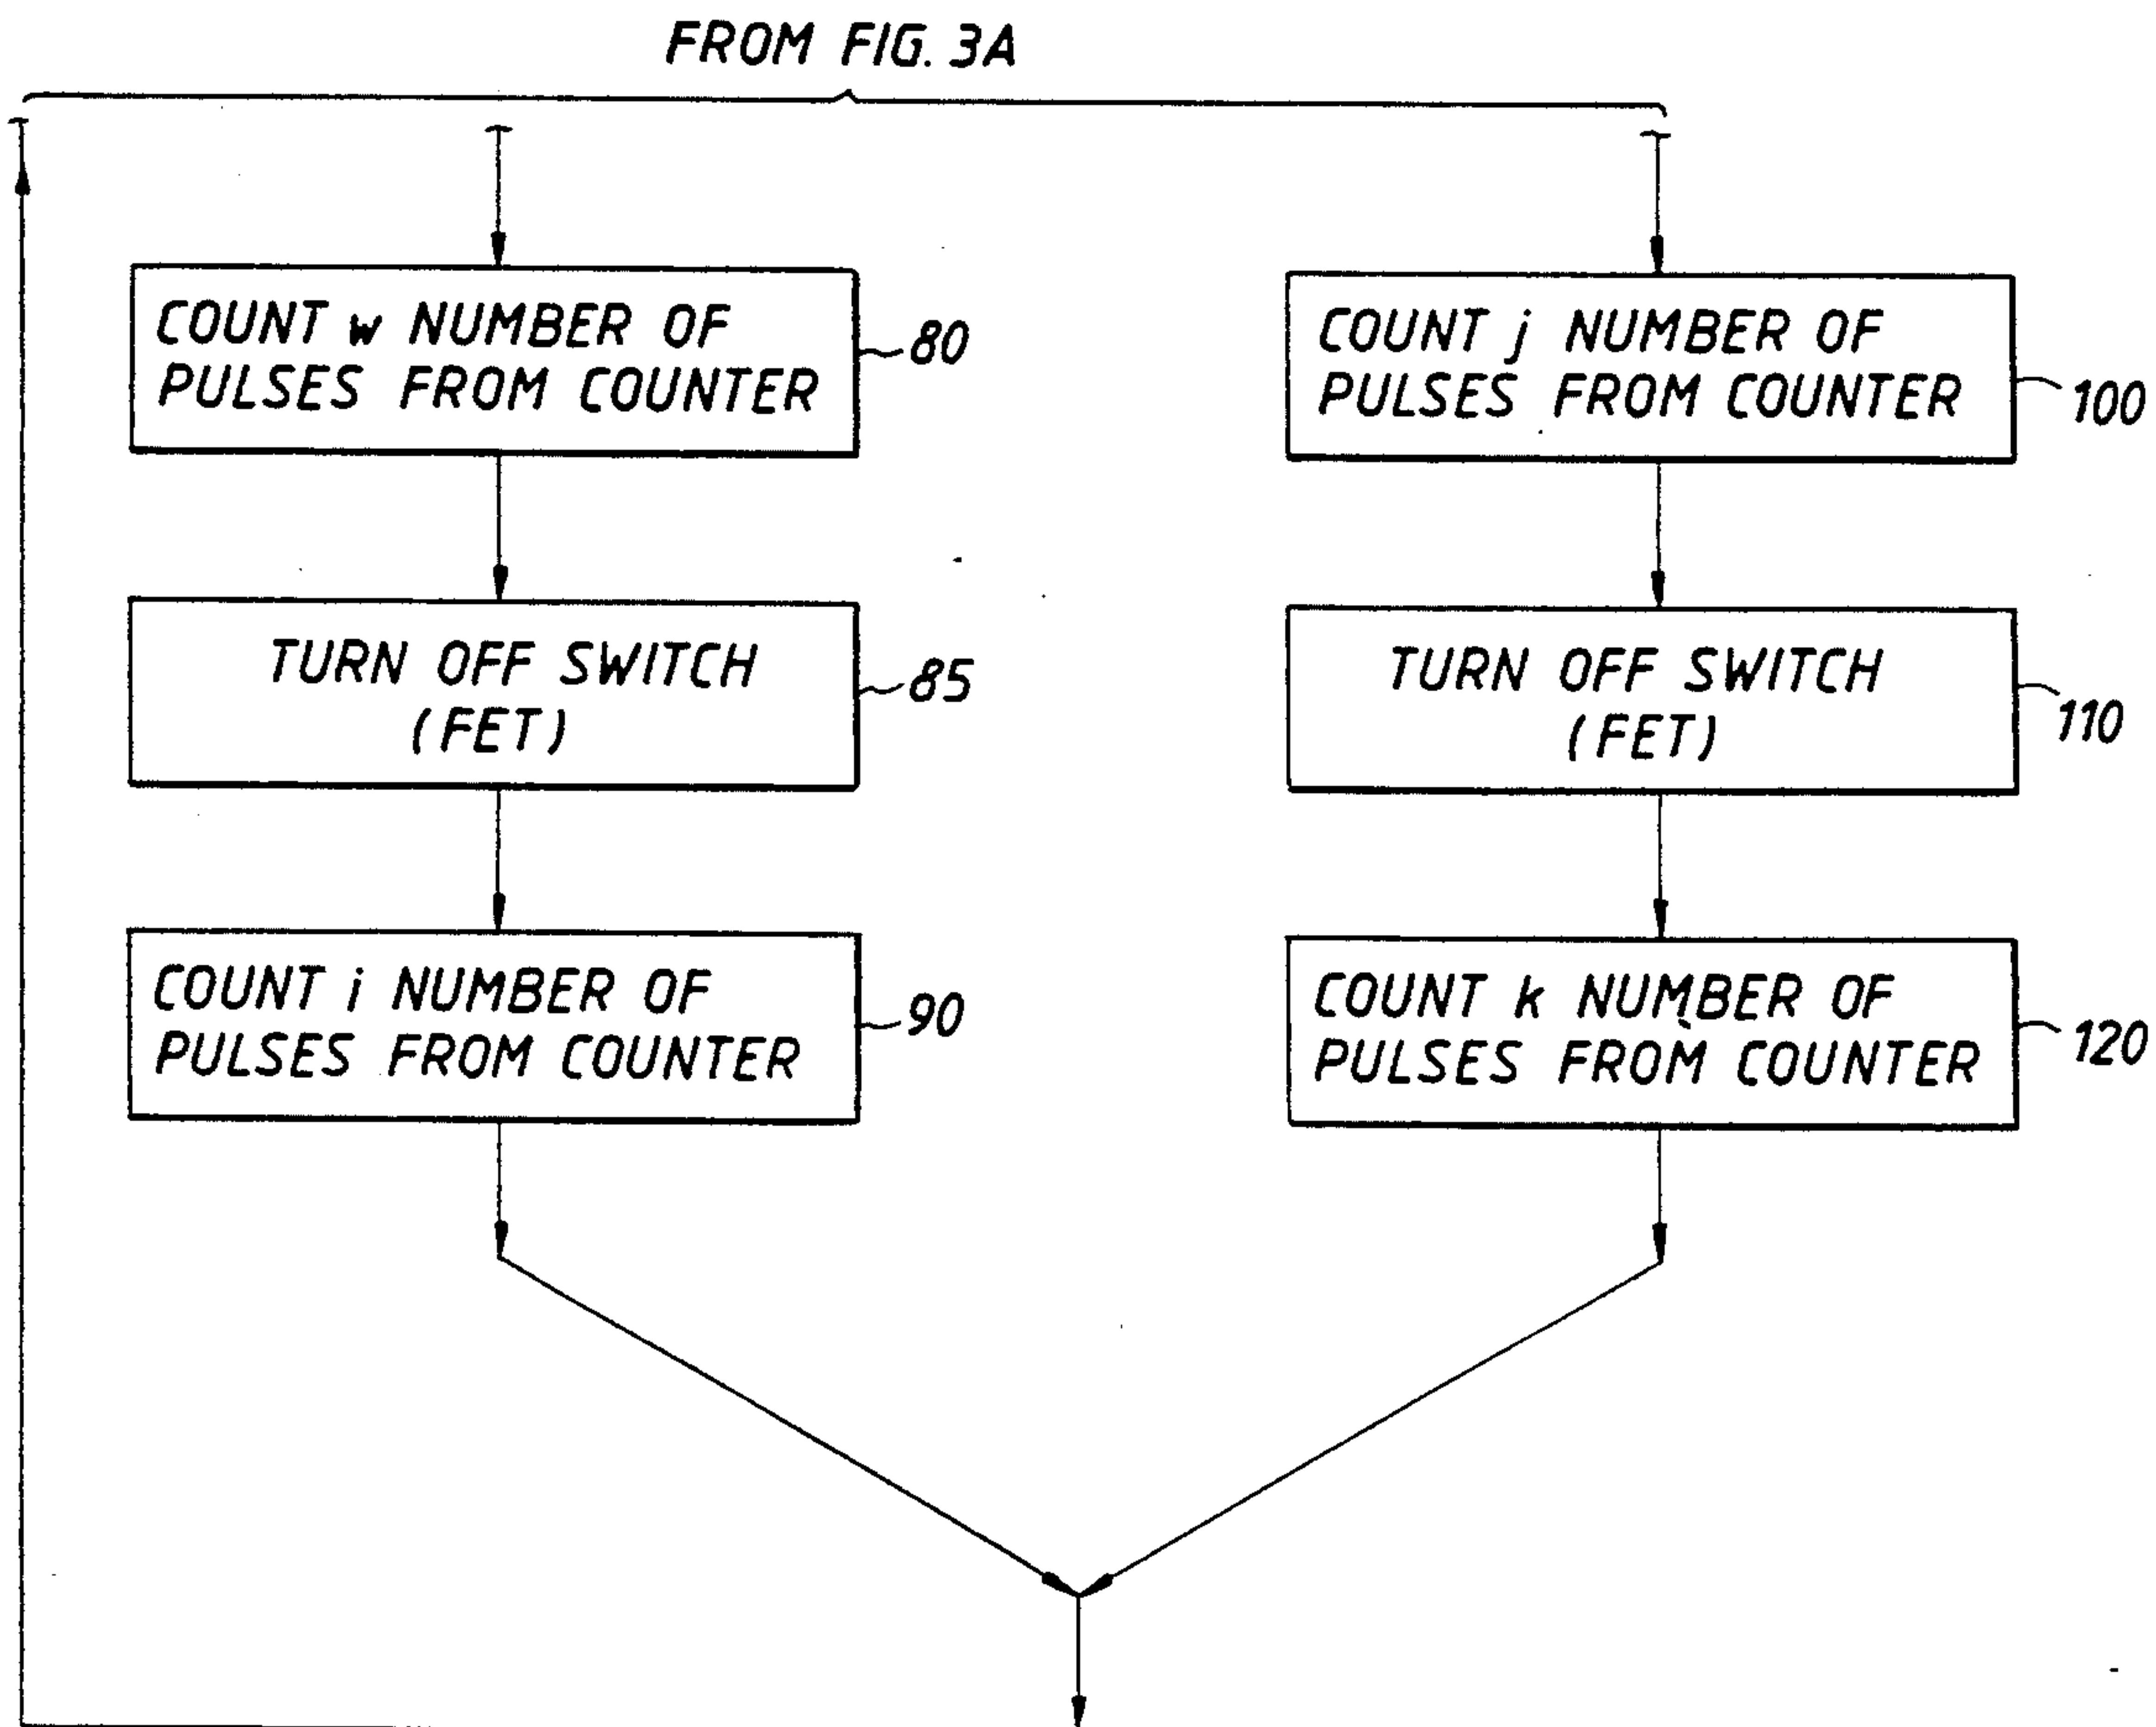 FROM FIG. 3A
COUNT w NUMBER OF
PULSES FROM COUNTER
80
TURN OFF SWITCH
(FET)
85
COUNT i NUMBER OF
PULSES FROM COUNTER
90
COUNT j NUMBER OF
PULSES FROM COUNTER
100
TURN OFF SWITCH
(FET)
110
COUNT k NUMBER OF
PULSES FROM COUNTER
120